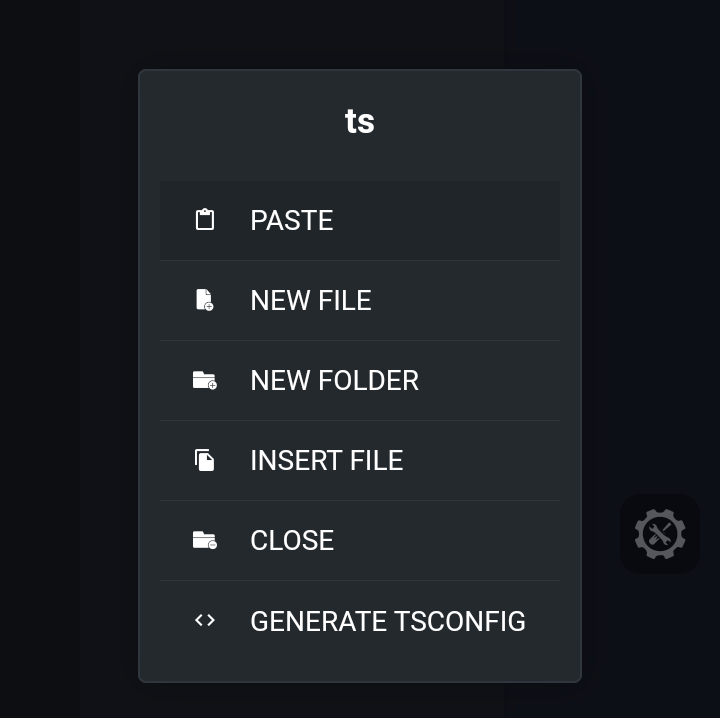 ts
PASTE
NEW FILE
NEW FOLDER
INSERT FILE
CLOSE
GENERATE TSCONFIG